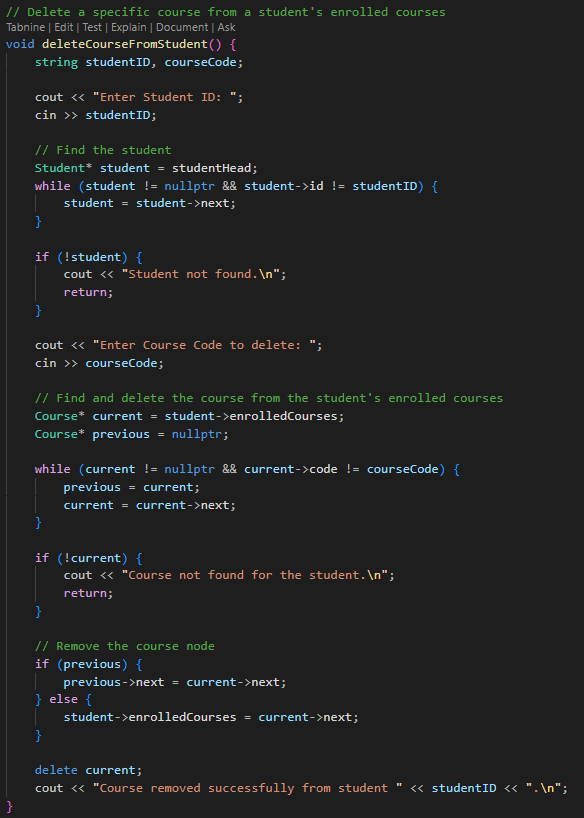 // Delete a specific course from a student's enrolled courses
Tabnine | Edit | Test | Explain | Document | Ask
void deleteCourseFromStudent() {
    string studentID, courseCode;

    cout << "Enter Student ID: ";
    cin >> studentID;

    // Find the student
    Student* student = studentHead;
    while (student != nullptr && student->id != studentID) {
        student = student->next;
    }

    if (!student) {
        cout << "Student not found.\n";
        return;
    }

    cout << "Enter Course Code to delete: ";
    cin >> courseCode;

    // Find and delete the course from the student's enrolled courses
    Course* current = student->enrolledCourses;
    Course* previous = nullptr;

    while (current != nullptr && current->code != courseCode) {
        previous = current;
        current = current->next;
    }

    if (!current) {
        cout << "Course not found for the student.\n";
        return;
    }

    // Remove the course node
    if (previous) {
        previous->next = current->next;
    } else {
        student->enrolledCourses = current->next;
    }

    delete current;
    cout << "Course removed successfully from student " << studentID << ".\n";
}